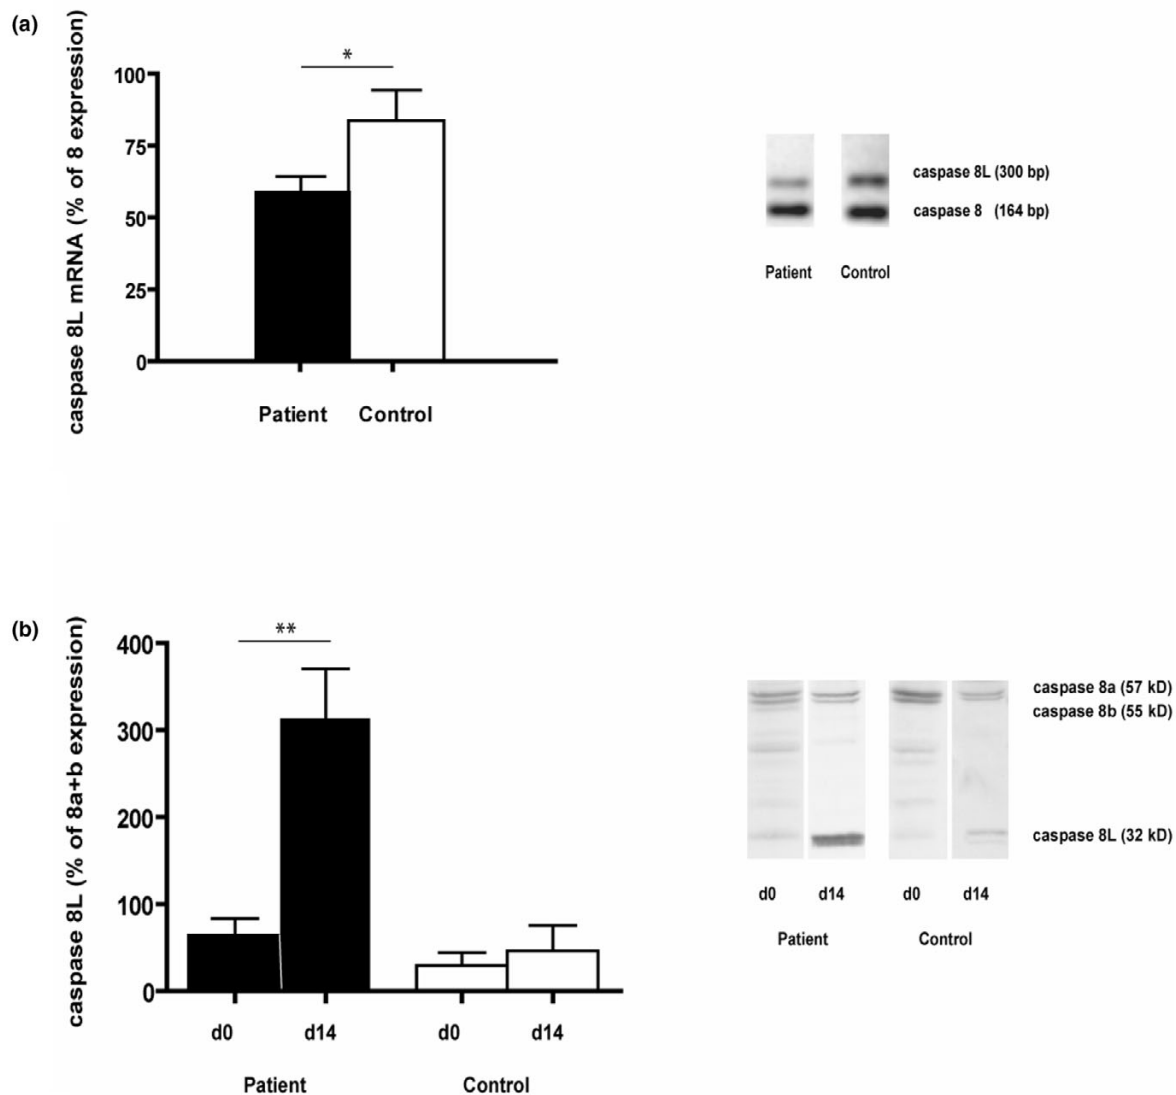 (a)
caspase 8L mRNA (% of 8 expression)
*
100
75
50
25
0
Patient Control
caspase 8L (300 bp)
caspase 8 (164 bp)
Patient Control
(b)
caspase 8L (% of 8a+b expression)
**
400
300
200
100
0
d0 d14 d0 d14
Patient Control
caspase 8a (57 kD)
caspase 8b (55 kD)
caspase 8L (32 kD)
d0 d14 d0 d14
Patient Control